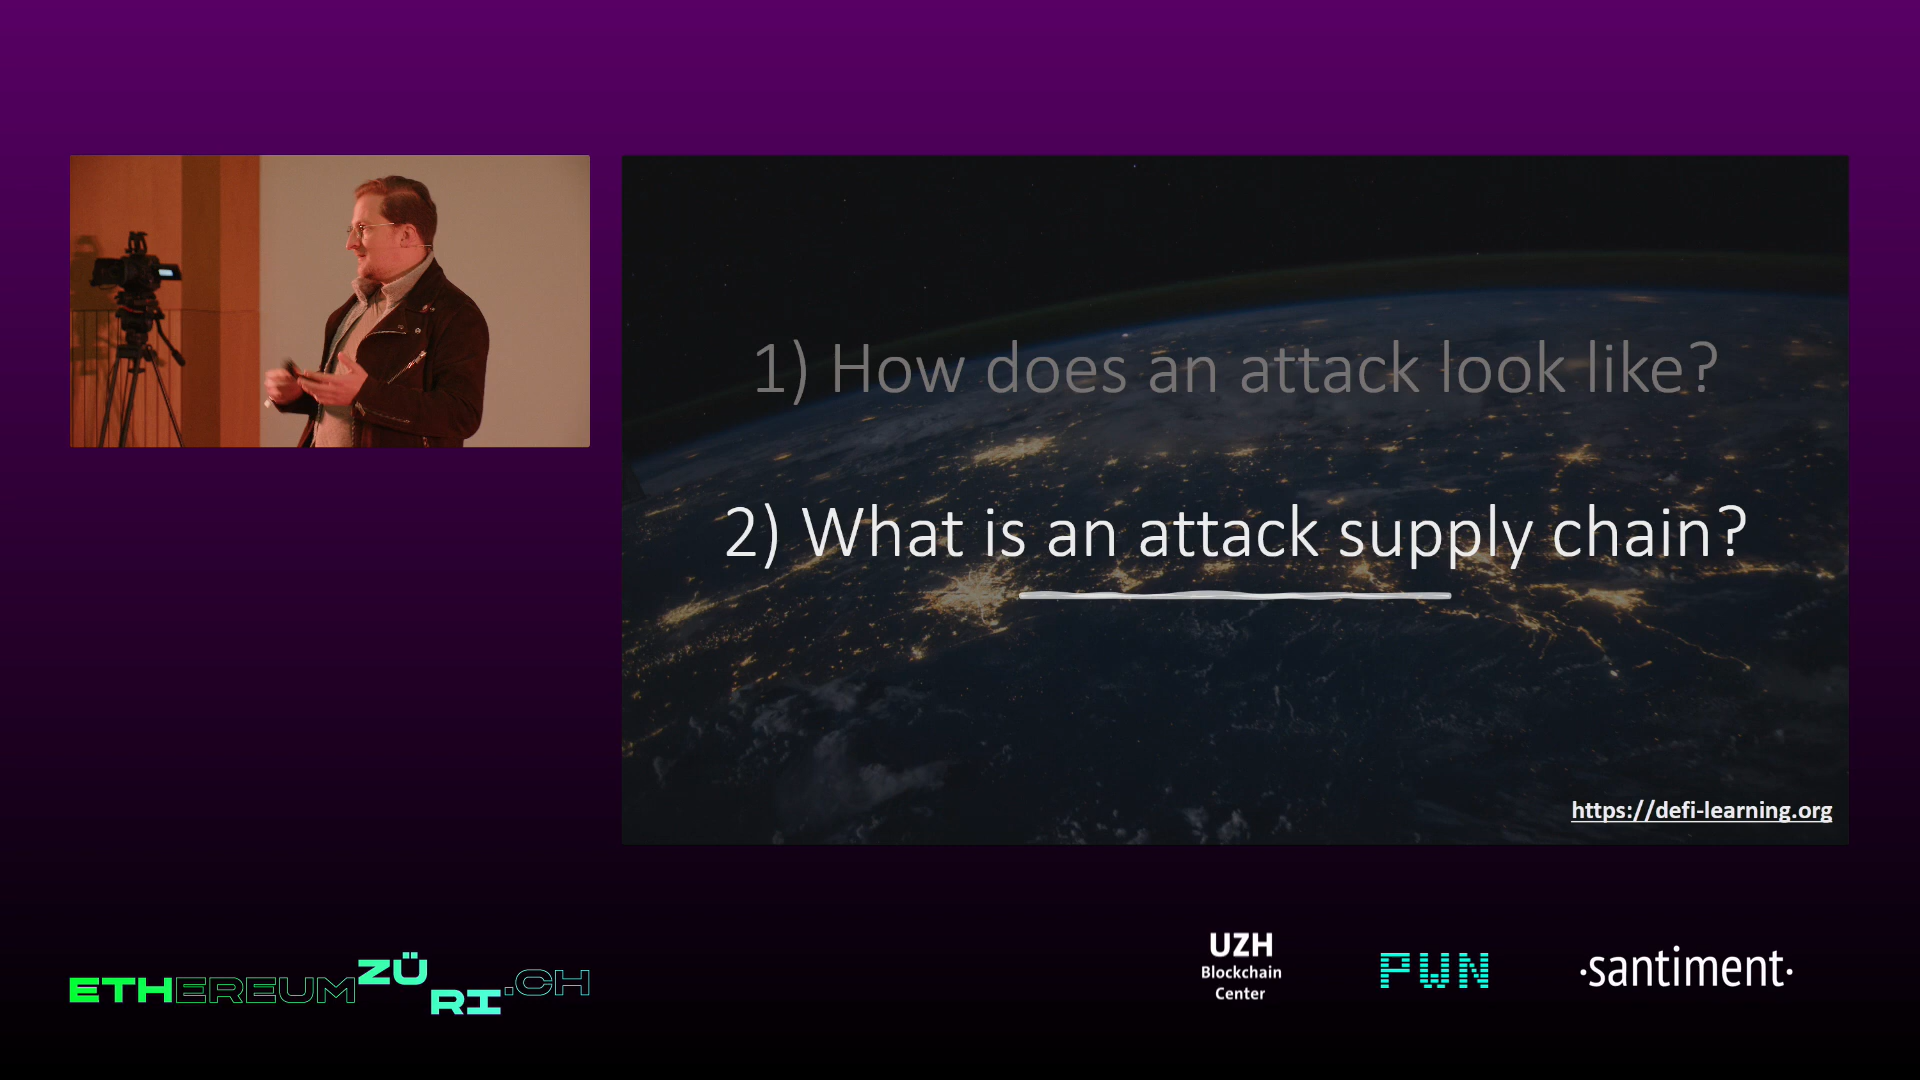 1) How does an attack look like?
2) What is an attack supply chain?
https://defi-learning.org
ETHEREUMZÜRI.CH
UZH
Blockchain
Center
PWN
·santiment·